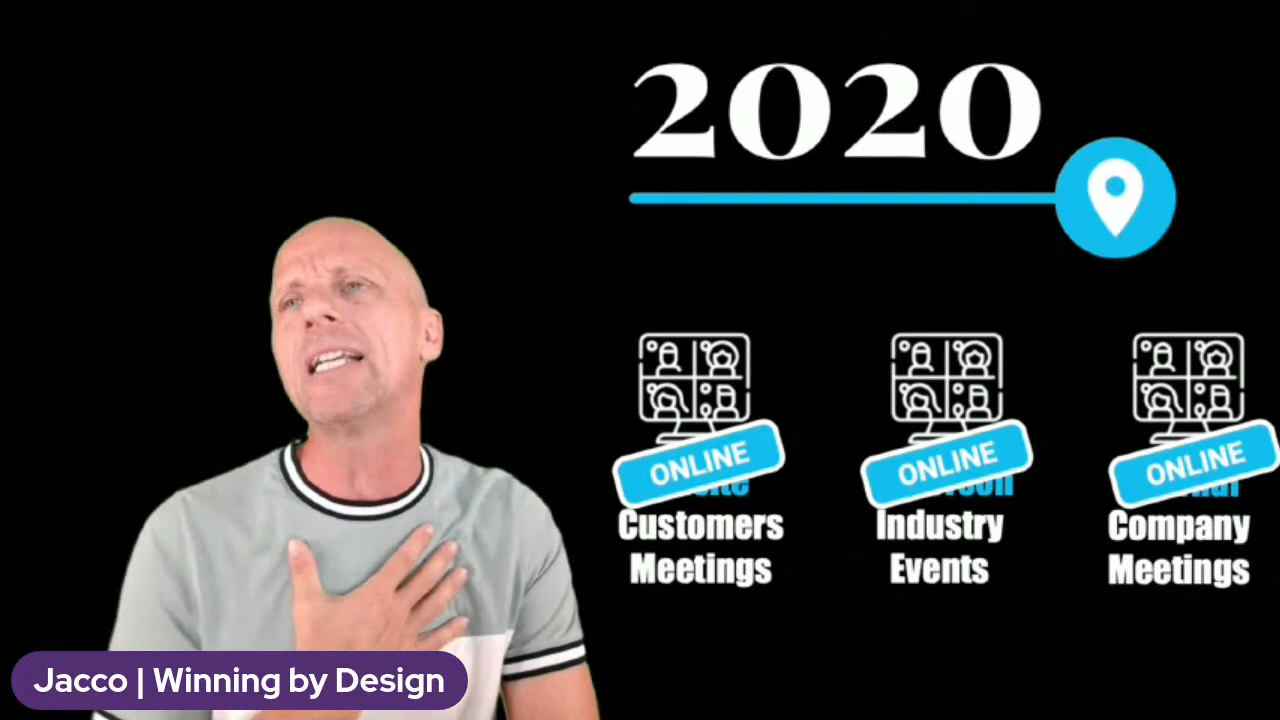 2020
ONLINE
Customers
Meetings
ONLINE
Industry
Events
ONLINE
Company
Meetings
Jacco | Winning by Design